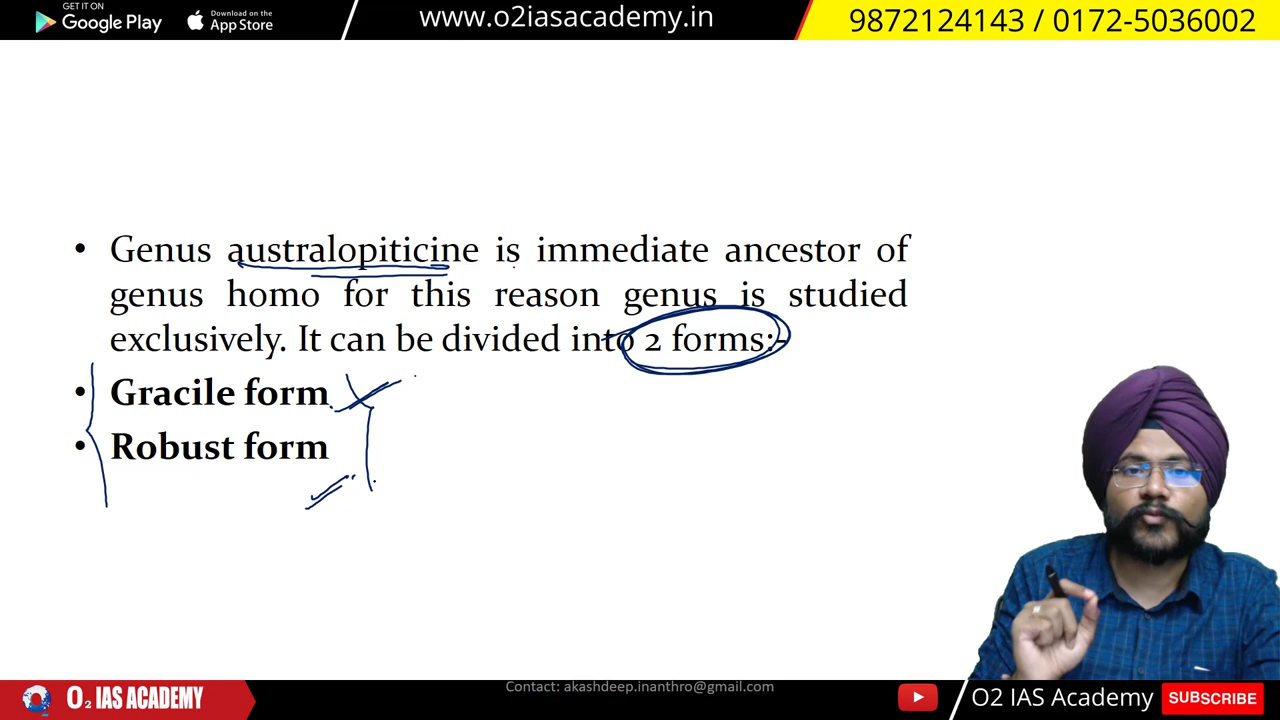 GET IT ON
Google Play
Download on the
App Store
www.o2iasacademy.in
9872124143 / 0172-5036002
• Genus australopiticine is immediate ancestor of
genus homo for this reason genus is studied
exclusively. It can be divided into 2 forms:-
• Gracile form
• Robust form
O2 IAS ACADEMY
Contact: akashdeep.inanthro@gmail.com
O2 IAS Academy
SUBSCRIBE